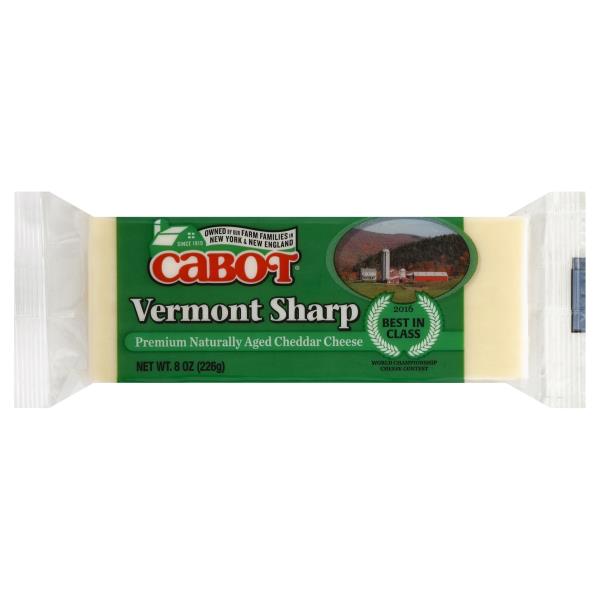 OWNED BY OUR FARM FAMILIES IN
NEW YORK & NEW ENGLAND
SINCE 1919
CABOT®
Vermont Sharp
Premium Naturally Aged Cheddar Cheese
NET WT. 8 OZ (226g)
2016
BEST IN
CLASS
WORLD CHAMPIONSHIP
CHEESE CONTEST